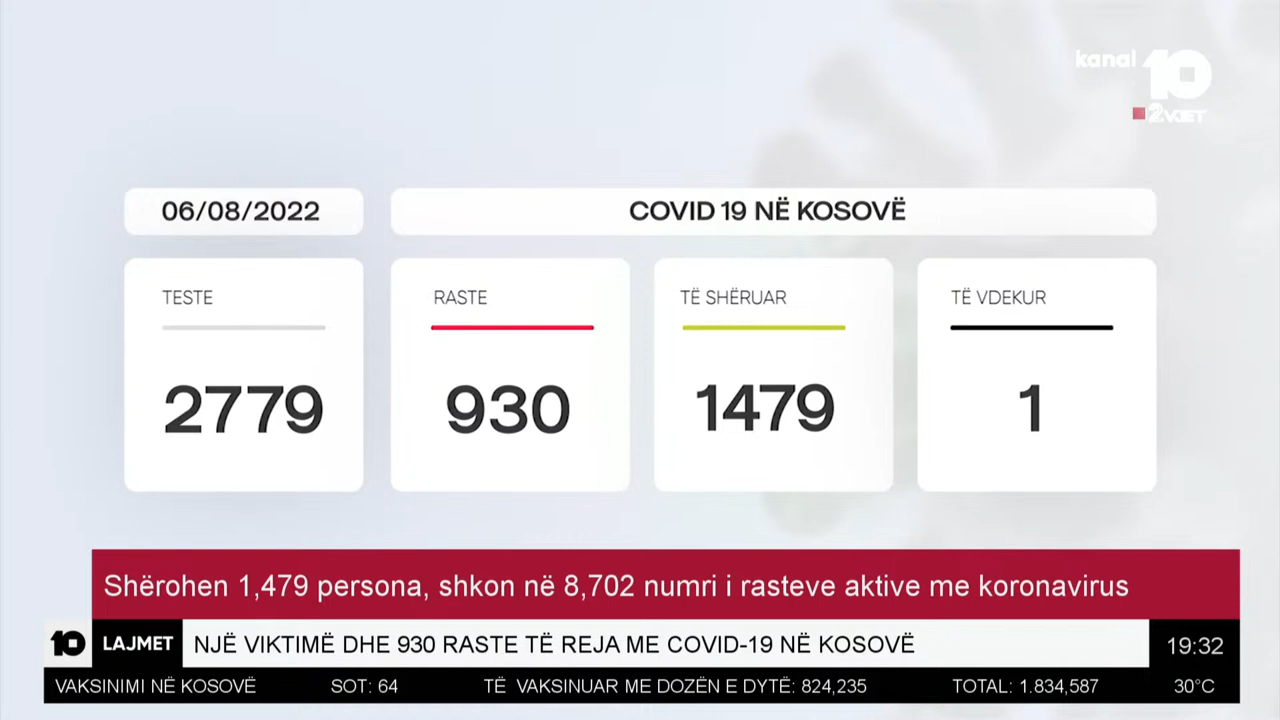 kanal 10
2VJET
06/08/2022
COVID 19 NË KOSOVË
TESTE
RASTE
TË SHËRUAR
TË VDEKUR
2779
930
1479
1
Shërohen 1,479 persona, shkon në 8,702 numri i rasteve aktive me koronavirus
10 LAJMET
NJË VIKTIMË DHE 930 RASTE TË REJA ME COVID-19 NË KOSOVË
19:32
VAKSINIMI NË KOSOVË SOT: 64 TË VAKSINUAR ME DOZËN E DYTË: 824,235 TOTAL: 1.834,587 30°C